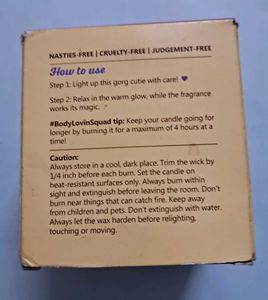 NASTIES-FREE | CRUELTY-FREE | JUDGEMENT-FREE
How to use
Step 1: Light up this gorg cutie with care! 💜
Step 2: Relax in the warm glow, while the fragrance
works its magic.
#BodyLovinSquad tip: Keep your candle going
for longer by burning it for a maximum of 4 hours at a
time!
Caution:
Always store in a cool, dark place. Trim the wick by
1/4 inch before each burn. Set the candle on
heat-resistant surfaces only. Always burn within
sight and extinguish before leaving the room. Don't
burn near things that can catch fire. Keep away
from children and pets. Don't extinguish with water.
Always let the wax harden before relighting,
touching or moving.